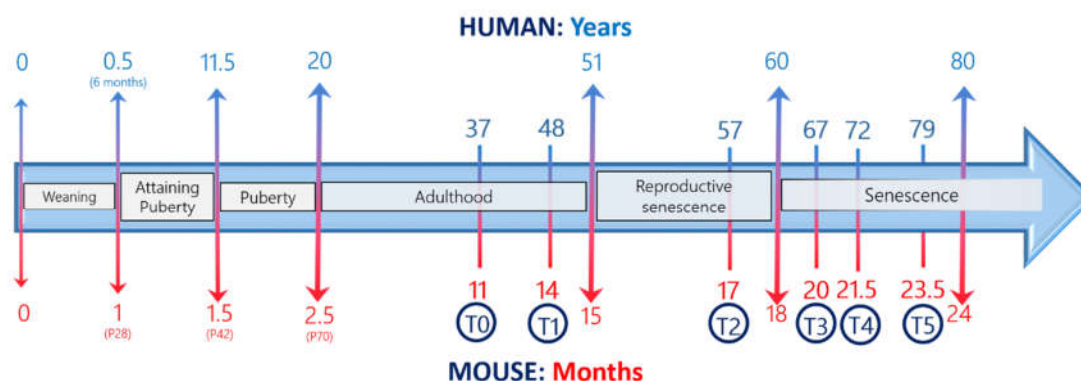 HUMAN: Years
0 0.5 11.5 20 51 60 80
(6 months)
37 48 57 67 72 79
Weaning
Attaining
Puberty
Puberty
Adulthood
Reproductive
senescence
Senescence
11 14 17 20 21.5 23.5
0 1 1.5 2.5 15 18 24
(P28) (P42) (P70)
T0 T1 T2 T3 T4 T5
MOUSE: Months